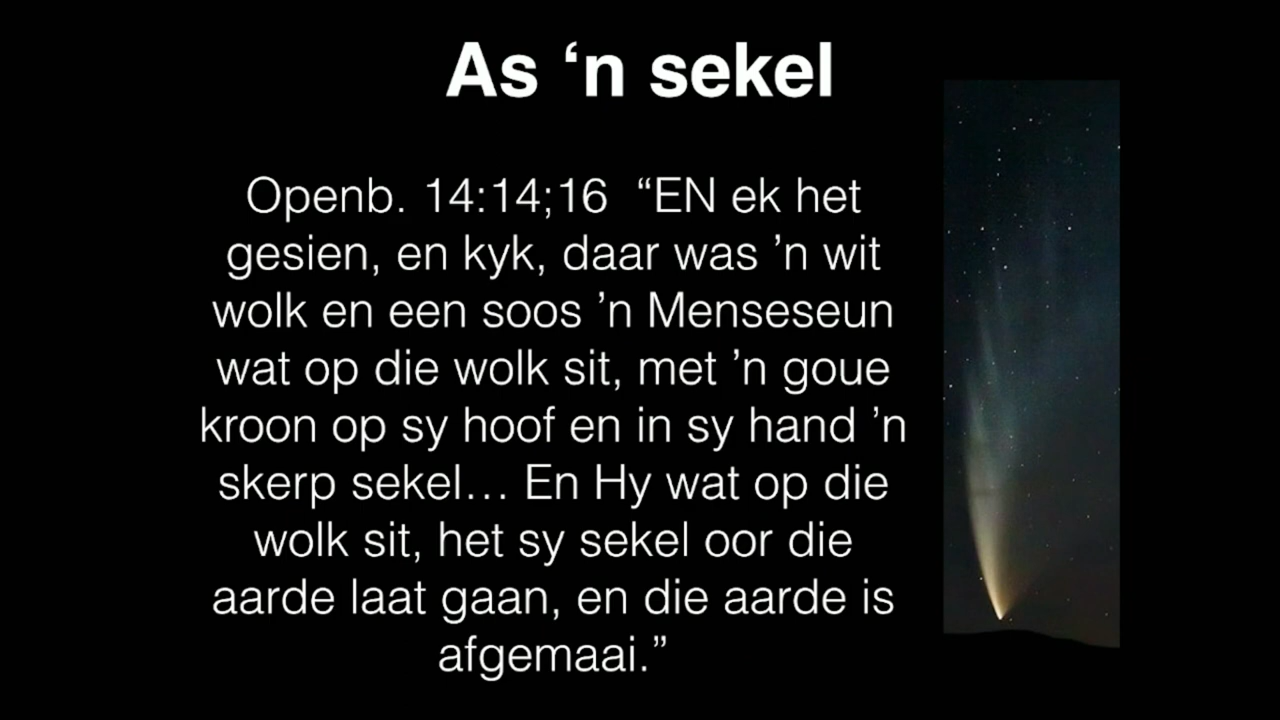 As ‘n sekel
Openb. 14:14;16 “EN ek het
gesien, en kyk, daar was ’n wit
wolk en een soos ’n Menseseun
wat op die wolk sit, met ’n goue
kroon op sy hoof en in sy hand ’n
skerp sekel… En Hy wat op die
wolk sit, het sy sekel oor die
aarde laat gaan, en die aarde is
afgemaai.”